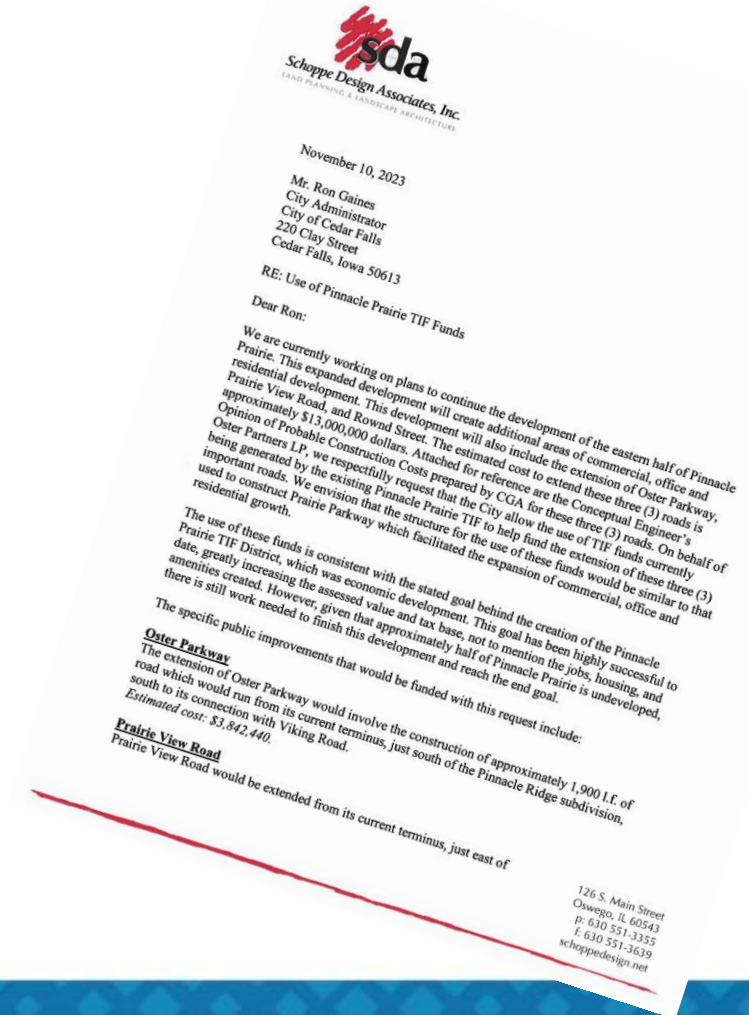 sda
Schoppe Design Associates, Inc.
LAND PLANNING & LANDSCAPE ARCHITECTURE
November 10, 2023
Mr. Ron Gaines
City Administrator
City of Cedar Falls
220 Clay Street
Cedar Falls, Iowa 50613
RE: Use of Pinnacle Prairie TIF Funds
Dear Ron:
We are currently working on plans to continue the development of the eastern half of Pinnacle
Prairie. This expanded development will create additional areas of commercial, office and
residential development. This development will also include the extension of Oster Parkway,
Prairie View Road, and Rownd Street. The estimated cost to extend these three (3) roads is
approximately $13,000,000 dollars. Attached for reference are the Conceptual Engineer's
Opinion of Probable Construction Costs prepared by CGA for these three (3) roads. On behalf of
Oster Partners LP, we respectfully request that the City allow the use of TIF funds currently
being generated by the existing Pinnacle Prairie TIF to help fund the extension of these three (3)
important roads. We envision that the structure for the use of these funds would be similar to that
used to construct Prairie Parkway which facilitated the expansion of commercial, office and
residential growth.
The use of these funds is consistent with the stated goal behind the creation of the Pinnacle
Prairie TIF District, which was economic development. This goal has been highly successful to
date, greatly increasing the assessed value and tax base, not to mention the jobs, housing, and
amenities created. However, given that approximately half of Pinnacle Prairie is undeveloped,
there is still work needed to finish this development and reach the end goal.
The specific public improvements that would be funded with this request include:
Oster Parkway
The extension of Oster Parkway would involve the construction of approximately 1,900 l.f. of
road which would run from its current terminus, just south of the Pinnacle Ridge subdivision,
south to its connection with Viking Road.
Estimated cost: $3,842,440.
Prairie View Road
Prairie View Road would be extended from its current terminus, just east of
126 S. Main Street
Oswego, IL 60543
p: 630 551-3355
f: 630 551-3639
schoppedesign.net